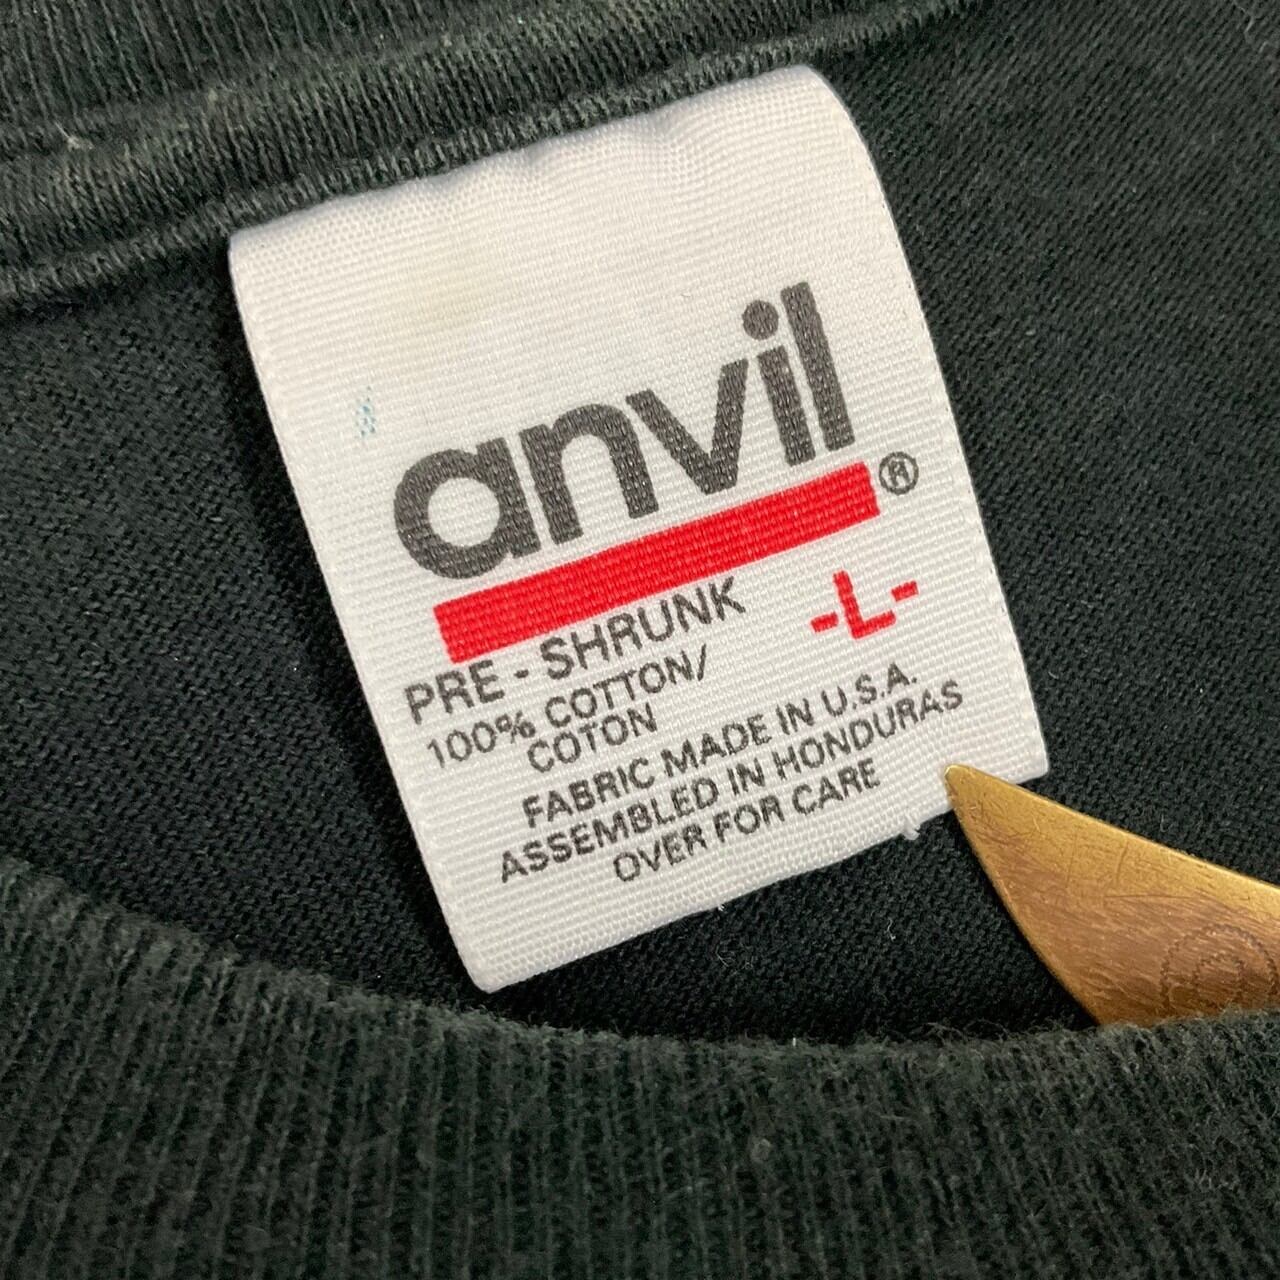 anvil®
PRE-SHRUNK
-L-
100% COTTON/
COTON
FABRIC MADE IN U.S.A.
ASSEMBLED IN HONDURAS
OVER FOR CARE